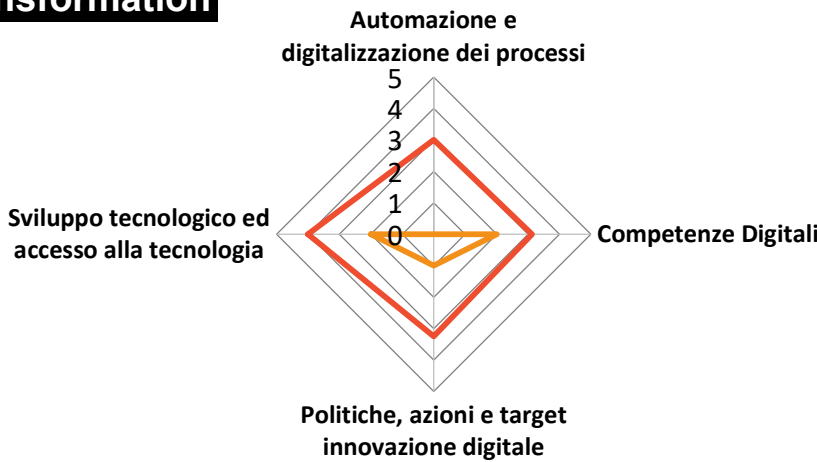 nsformation
Automazione e
digitalizzazione dei processi
5
4
3
2
1
0
Sviluppo tecnologico ed
accesso alla tecnologia
Competenze Digitali
Politiche, azioni e target
innovazione digitale